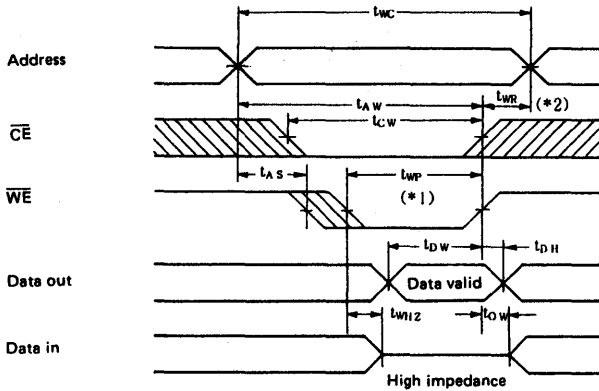 tWC
Address
tWR
tAW
(*2)
tCW
CE
tAS
tWP
WE
(*1)
tDW
tDH
Data out
Data valid
tWHZ
tOW
Data in
High impedance